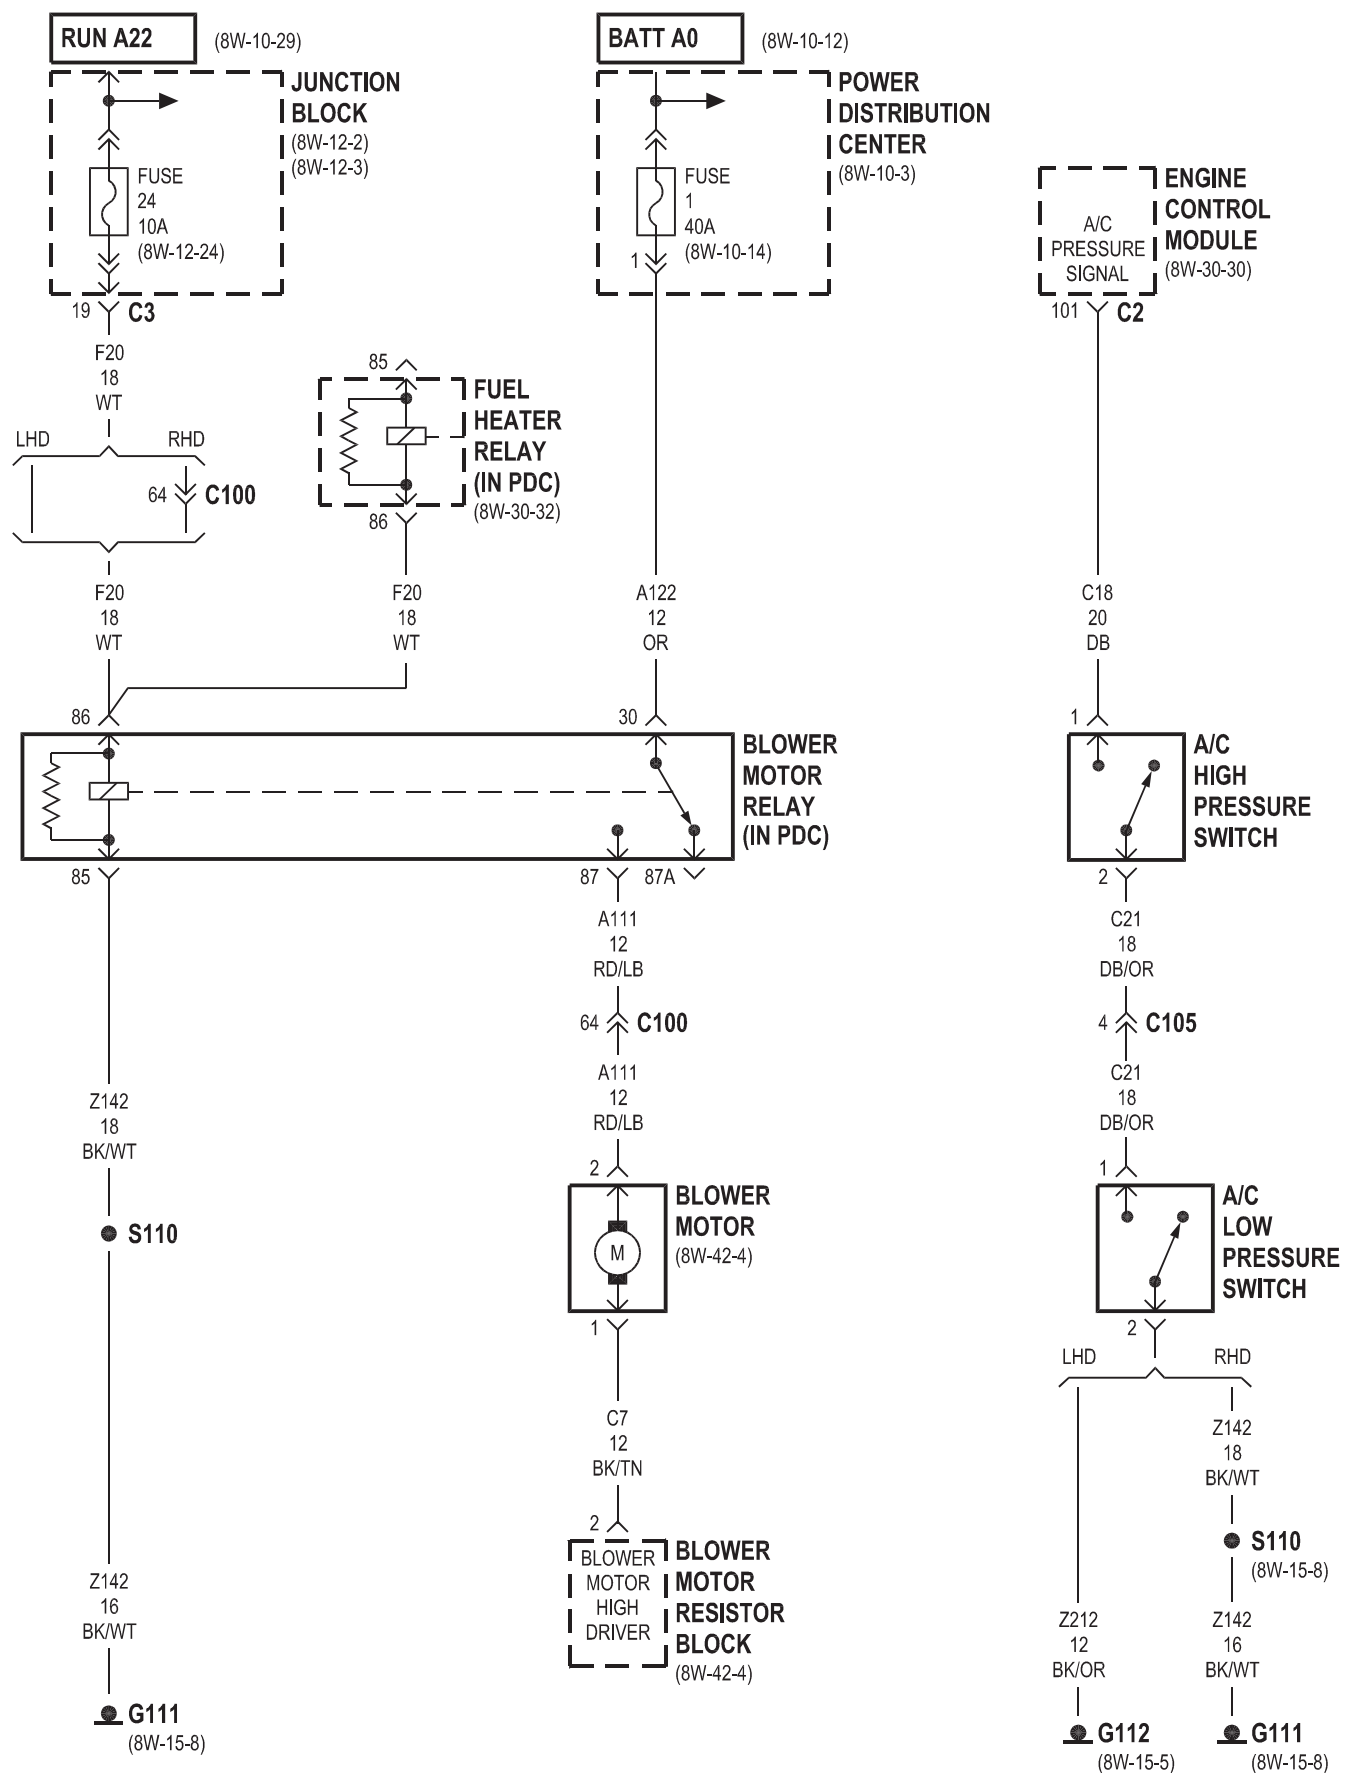 RUN A22
(8W-10-29)
JUNCTION
BLOCK
(8W-12-2)
(8W-12-3)
FUSE
24
10A
(8W-12-24)
19
C3
F20
18
WT
LHD
RHD
64
C100
F20
18
WT
85
FUEL
HEATER
RELAY
(IN PDC)
(8W-30-32)
86
F20
18
WT
BATT A0
(8W-10-12)
POWER
DISTRIBUTION
CENTER
(8W-10-3)
FUSE
1
40A
(8W-10-14)
1
A122
12
OR
ENGINE
CONTROL
MODULE
(8W-30-30)
A/C
PRESSURE
SIGNAL
101
C2
C18
20
DB
86
30
BLOWER
MOTOR
RELAY
(IN PDC)
85
87
87A
Z142
18
BK/WT
S110
Z142
16
BK/WT
G111
(8W-15-8)
A111
12
RD/LB
64
C100
A111
12
RD/LB
2
BLOWER
MOTOR
(8W-42-4)
M
1
C7
12
BK/TN
2
BLOWER
MOTOR
HIGH
DRIVER
BLOWER
MOTOR
RESISTOR
BLOCK
(8W-42-4)
1
A/C
HIGH
PRESSURE
SWITCH
2
C21
18
DB/OR
4
C105
C21
18
DB/OR
1
A/C
LOW
PRESSURE
SWITCH
2
LHD
RHD
Z142
18
BK/WT
S110
(8W-15-8)
Z212
12
BK/OR
G112
(8W-15-5)
Z142
16
BK/WT
G111
(8W-15-8)